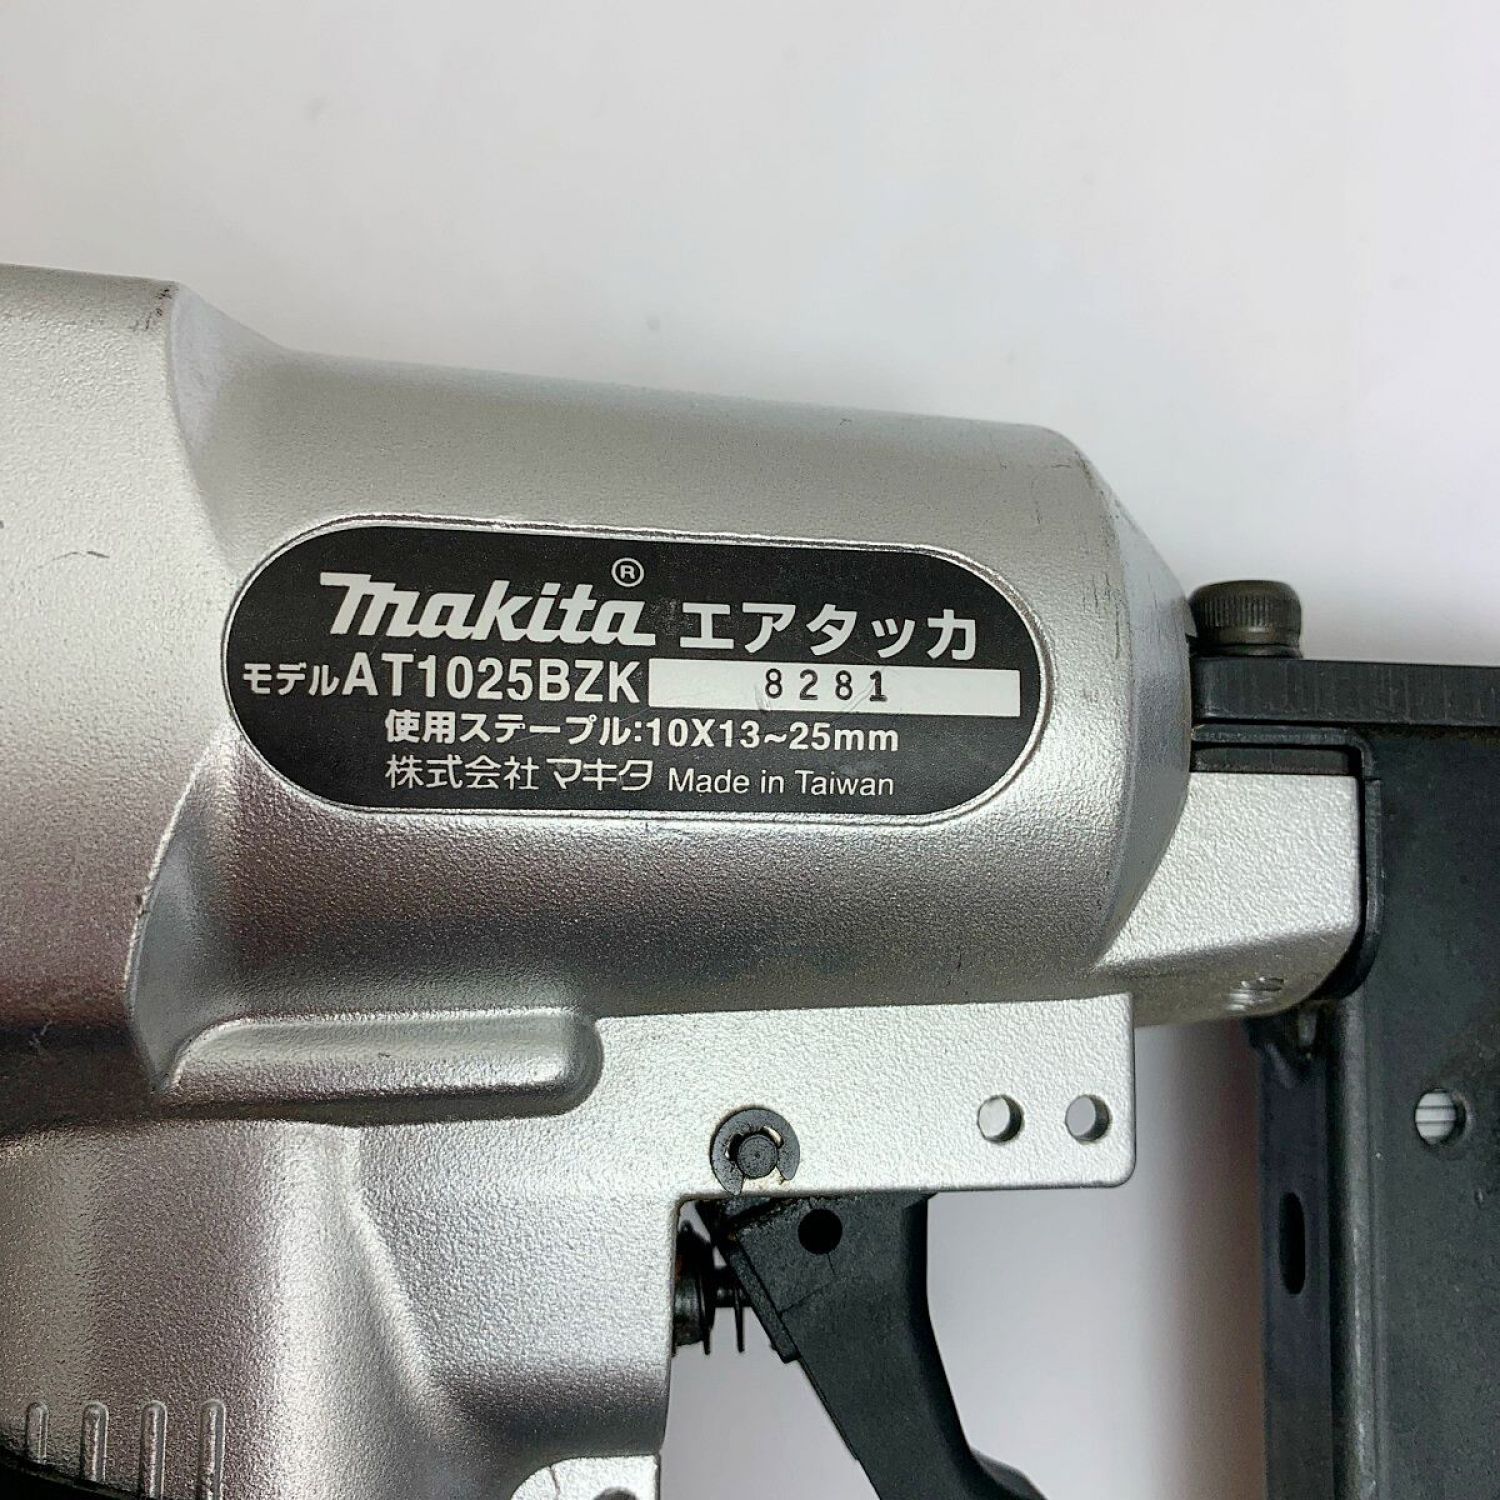 makita® エアタッカ
モデルAT1025BZK 8281
使用ステープル:10X13~25mm
株式会社マキタ Made in Taiwan